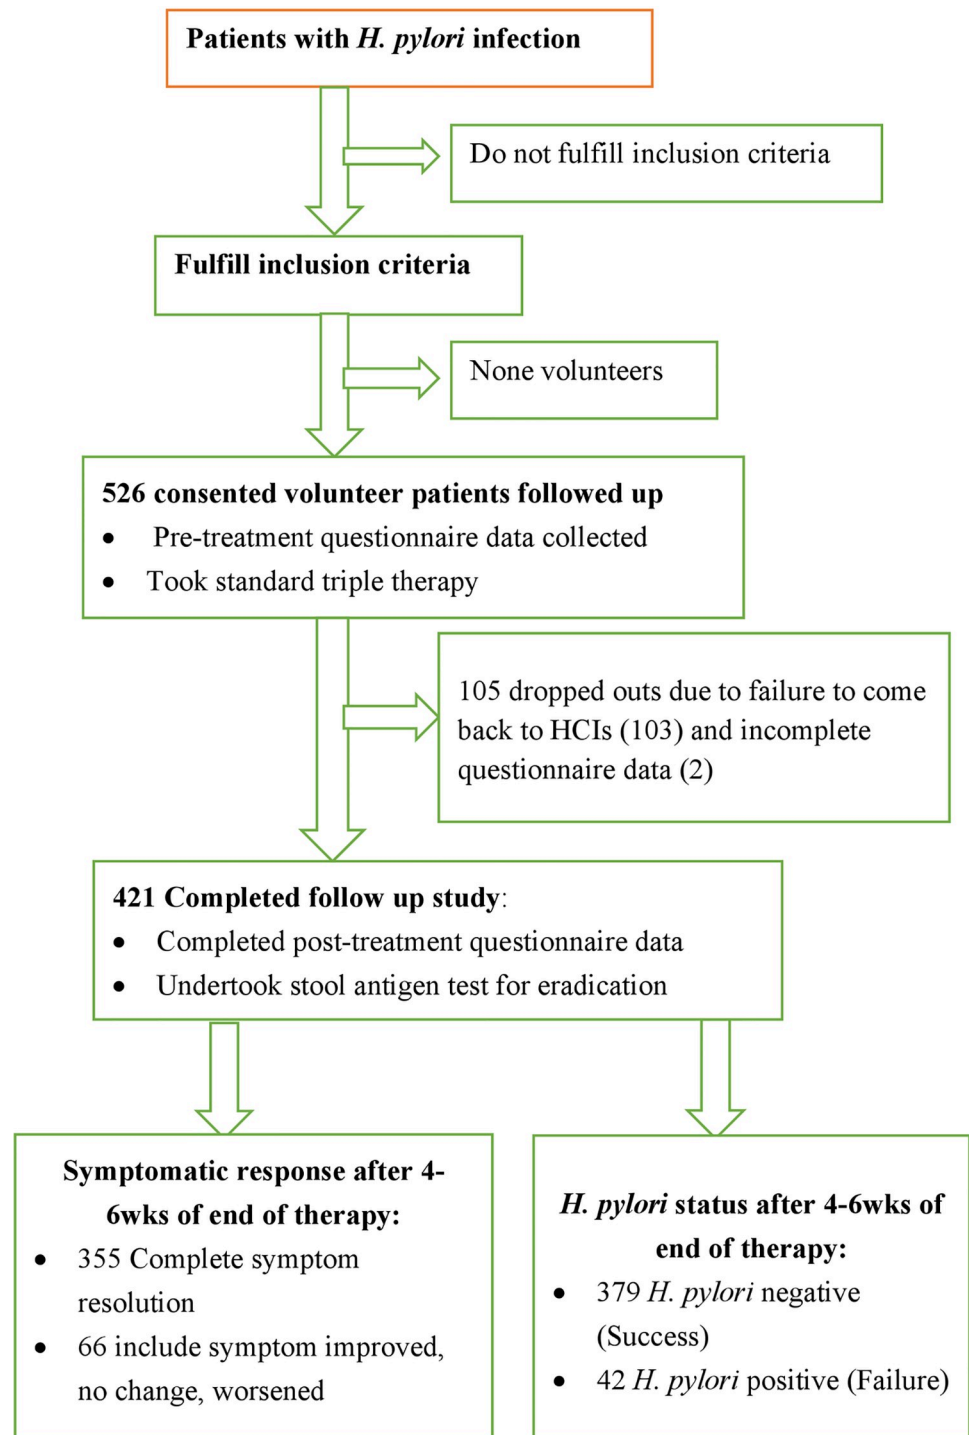 Patients with H. pylori infection
Do not fulfill inclusion criteria
Fulfill inclusion criteria
None volunteers
526 consented volunteer patients followed up
• Pre-treatment questionnaire data collected
• Took standard triple therapy
105 dropped outs due to failure to come
back to HCIs (103) and incomplete
questionnaire data (2)
421 Completed follow up study:
• Completed post-treatment questionnaire data
• Undertook stool antigen test for eradication
Symptomatic response after 4-
6wks of end of therapy:
• 355 Complete symptom
resolution
• 66 include symptom improved,
no change, worsened
H. pylori status after 4-6wks of
end of therapy:
• 379 H. pylori negative
(Success)
• 42 H. pylori positive (Failure)